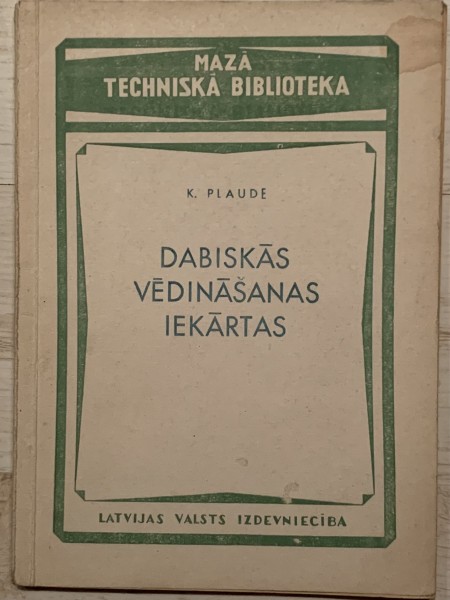 MAZĀ
TECHNISKĀ BIBLIOTEKA
K. PLAUDE
DABISKĀS
VĒDINĀŠANAS
IEKĀRTAS
LATVIJAS VALSTS IZDEVNIECĪBA